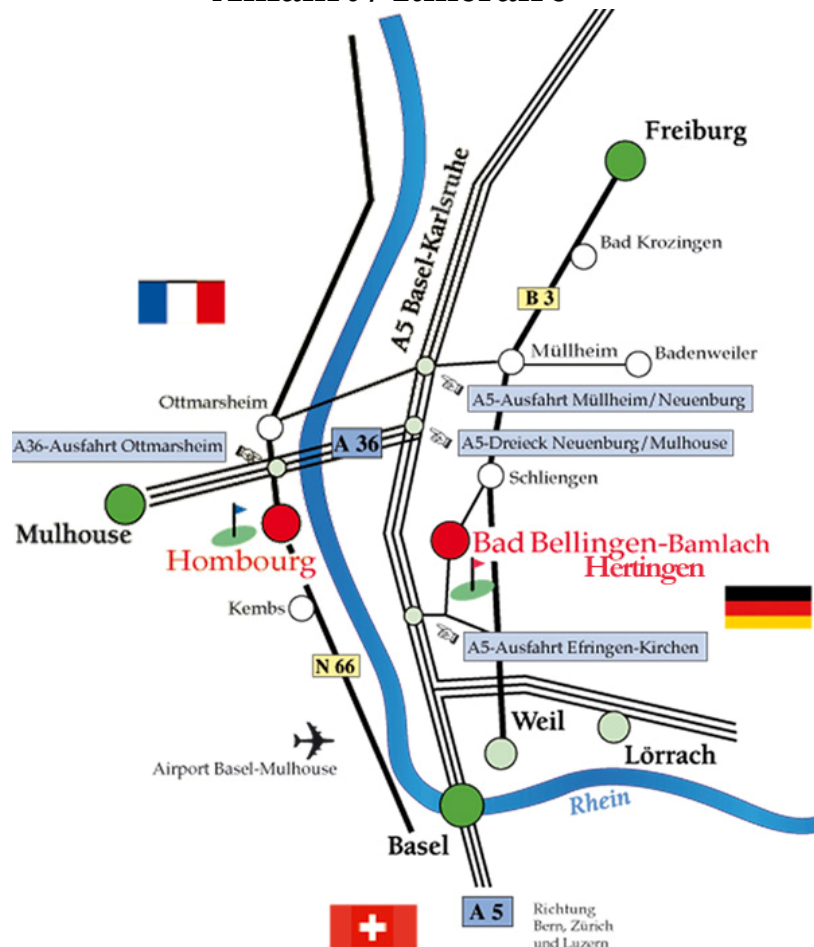 Freiburg
A5 Basel-Karlsruhe
Bad Krozingen
B 3
Müllheim
Badenweiler
A5-Ausfahrt Müllheim/Neuenburg
Ottmarsheim
A36-Ausfahrt Ottmarsheim
A 36
A5-Dreieck Neuenburg/Mulhouse
Schliengen
Mulhouse
Hombourg
Bad Bellingen-Bamlach
Hertingen
Kembs
A5-Ausfahrt Efringen-Kirchen
N 66
Weil
Lörrach
Airport Basel-Mulhouse
Rhein
Basel
A 5
Richtung
Bern, Zürich
und Luzern